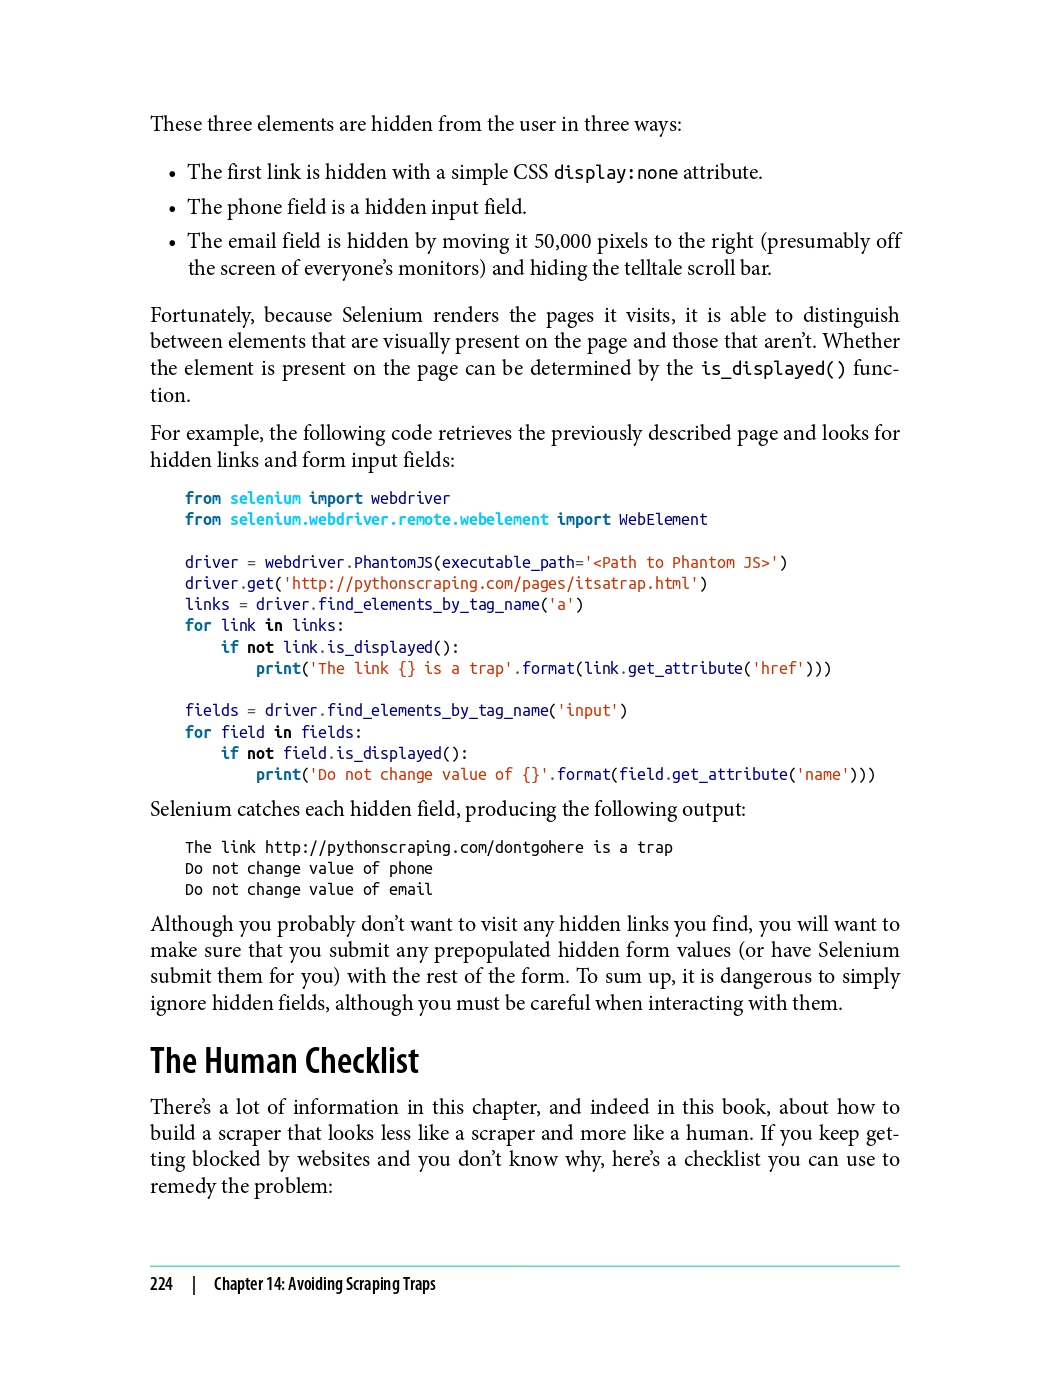 These three elements are hidden from the user in three ways:
• The first link is hidden with a simple CSS display:none attribute.
• The phone field is a hidden input field.
• The email field is hidden by moving it 50,000 pixels to the right (presumably off
the screen of everyone’s monitors) and hiding the telltale scroll bar.
Fortunately, because Selenium renders the pages it visits, it is able to distinguish
between elements that are visually present on the page and those that aren’t. Whether
the element is present on the page can be determined by the is_displayed() func-
tion.
For example, the following code retrieves the previously described page and looks for
hidden links and form input fields:
from selenium import webdriver
from selenium.webdriver.remote.webelement import WebElement
driver = webdriver.PhantomJS(executable_path='<Path to Phantom JS>')
driver.get('http://pythonscraping.com/pages/itsatrap.html')
links = driver.find_elements_by_tag_name('a')
for link in links:
    if not link.is_displayed():
        print('The link {} is a trap'.format(link.get_attribute('href')))
fields = driver.find_elements_by_tag_name('input')
for field in fields:
    if not field.is_displayed():
        print('Do not change value of {}'.format(field.get_attribute('name')))
Selenium catches each hidden field, producing the following output:
The link http://pythonscraping.com/dontgohere is a trap
Do not change value of phone
Do not change value of email
Although you probably don’t want to visit any hidden links you find, you will want to
make sure that you submit any prepopulated hidden form values (or have Selenium
submit them for you) with the rest of the form. To sum up, it is dangerous to simply
ignore hidden fields, although you must be careful when interacting with them.
The Human Checklist
There’s a lot of information in this chapter, and indeed in this book, about how to
build a scraper that looks less like a scraper and more like a human. If you keep get-
ting blocked by websites and you don’t know why, here’s a checklist you can use to
remedy the problem:
224 | Chapter 14: Avoiding Scraping Traps